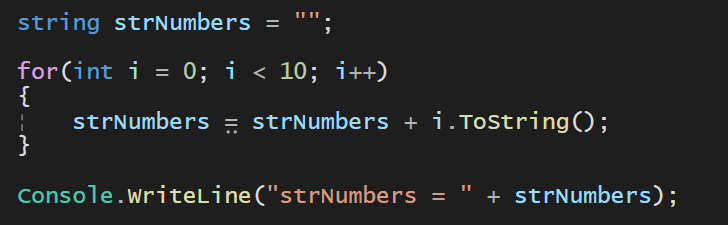 string strNumbers = "";
for(int i = 0; i < 10; i++)
{
    strNumbers = strNumbers + i.ToString();
}
Console.WriteLine("strNumbers = " + strNumbers);